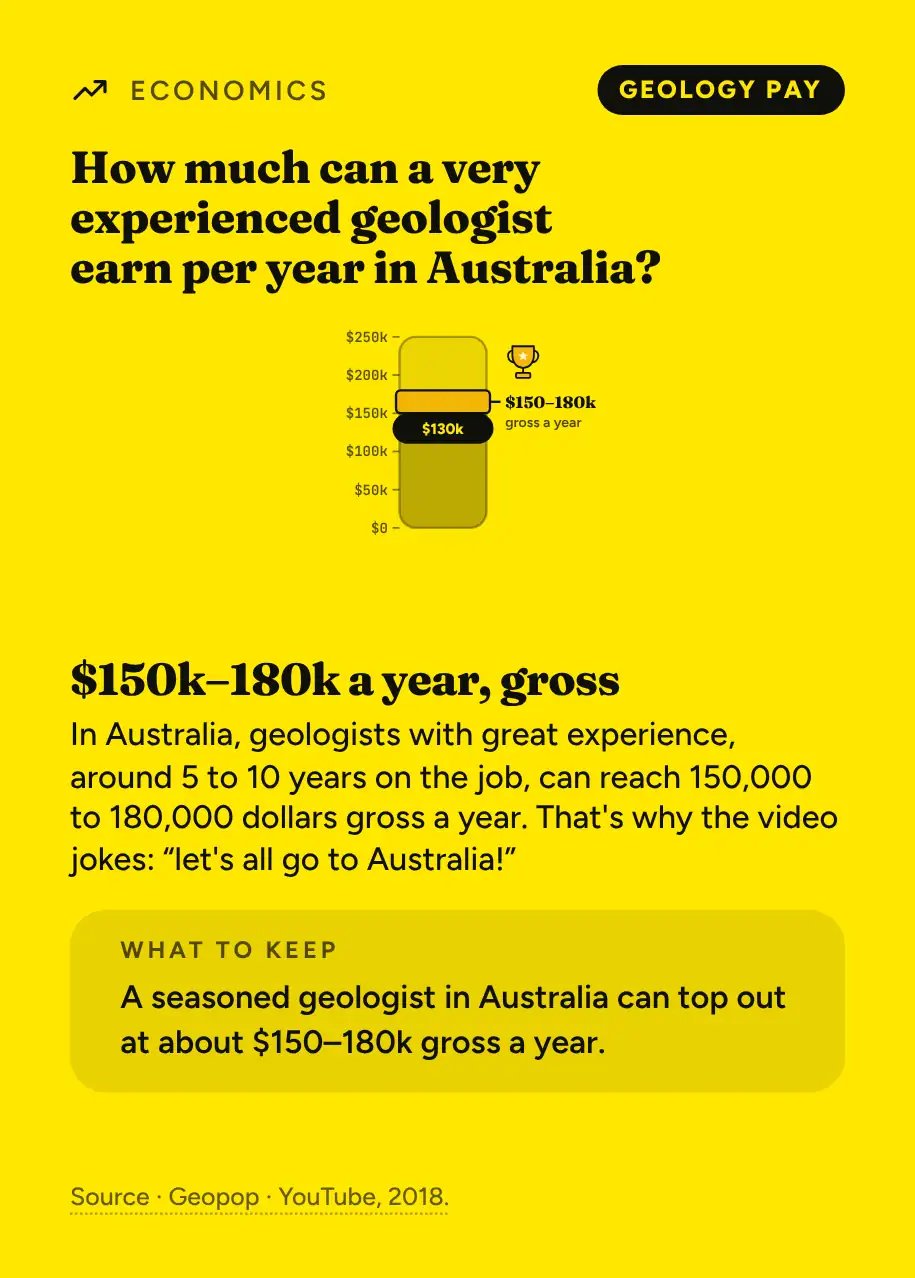 ECONOMICS
GEOLOGY PAY
How much can a very
experienced geologist
earn per year in Australia?
$250k
$200k
$150k
$100k
$50k
$0
$130k
$150–180k
gross a year
$150k–180k a year, gross
In Australia, geologists with great experience,
around 5 to 10 years on the job, can reach 150,000
to 180,000 dollars gross a year. That's why the video
jokes: “let's all go to Australia!”
WHAT TO KEEP
A seasoned geologist in Australia can top out
at about $150–180k gross a year.
Source · Geopop · YouTube, 2018.